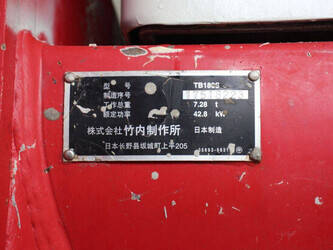 型 号 TB180S
制造序号 17515223
工作总重 7.28 t
额定功率 42.8 kW
株式会社 竹内制作所 日本制造
日本长野县坂城町上平205